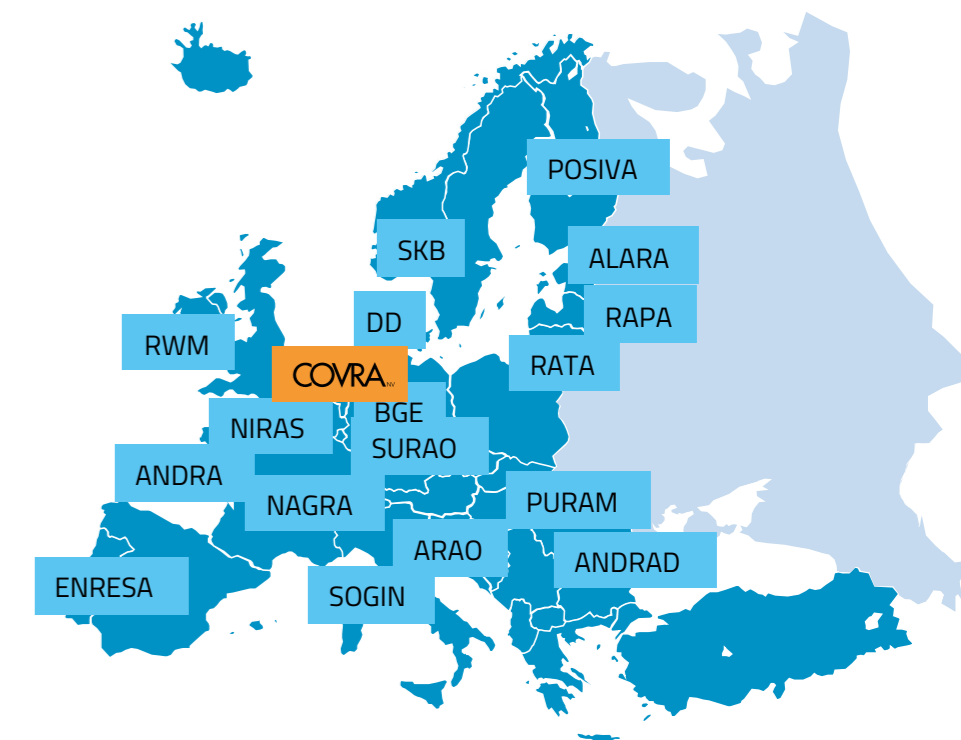 POSIVA
SKB
ALARA
DD
RAPA
RWM
RATA
COVRA NV
BGE
NIRAS
SURAO
ANDRA
NAGRA
PURAM
ARAO
ANDRAD
ENRESA
SOGIN